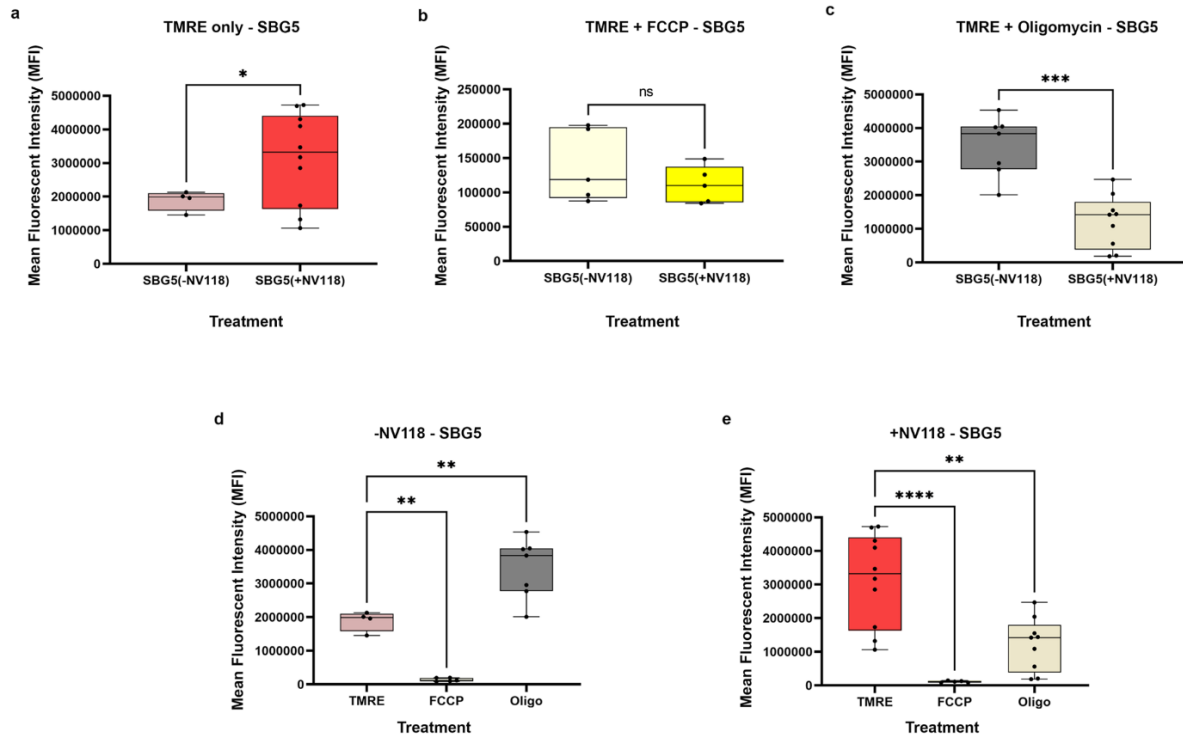 a
TMRE only - SBG5
Mean Fluorescent Intensity (MFI)
*
5000000
4000000
3000000
2000000
1000000
0
SBG5(-NV118) SBG5(+NV118)
Treatment
b
TMRE + FCCP - SBG5
Mean Fluorescent Intensity (MFI)
ns
250000
200000
150000
100000
50000
0
SBG5(-NV118) SBG5(+NV118)
Treatment
c
TMRE + Oligomycin - SBG5
Mean Fluorescent Intensity (MFI)
***
5000000
4000000
3000000
2000000
1000000
0
SBG5(-NV118) SBG5(+NV118)
Treatment
d
-NV118 - SBG5
Mean Fluorescent Intensity (MFI)
**
**
5000000
4000000
3000000
2000000
1000000
0
TMRE FCCP Oligo
Treatment
e
+NV118 - SBG5
Mean Fluorescent Intensity (MFI)
**
****
5000000
4000000
3000000
2000000
1000000
0
TMRE FCCP Oligo
Treatment